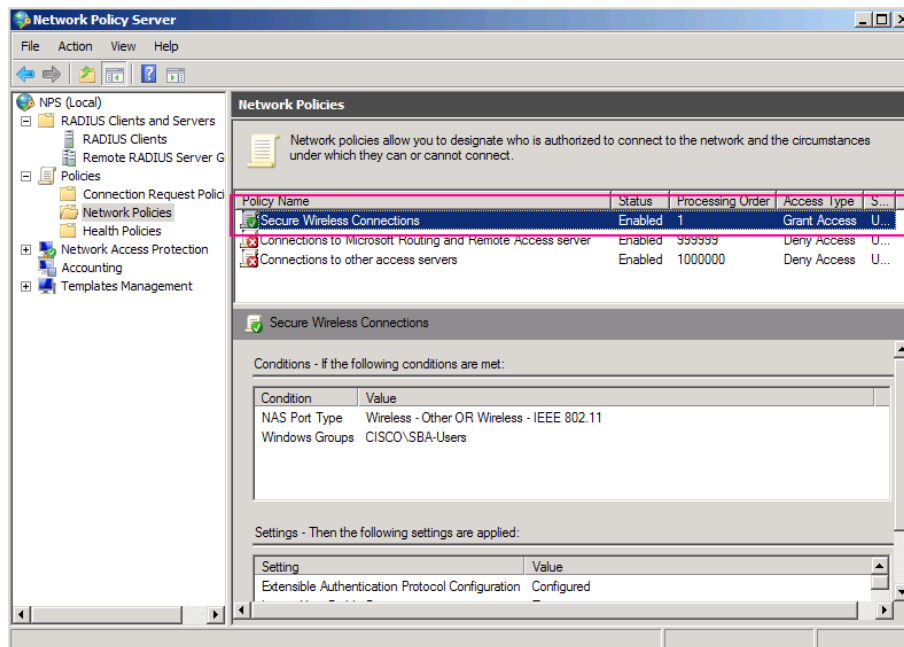 Network Policy Server
File Action View Help
NPS (Local)
RADIUS Clients and Servers
RADIUS Clients
Remote RADIUS Server G
Policies
Connection Request Polici
Network Policies
Health Policies
Network Access Protection
Accounting
Templates Management
Network Policies
Network policies allow you to designate who is authorized to connect to the network and the circumstances
under which they can or cannot connect.
Policy Name Status Processing Order Access Type S...
Secure Wireless Connections Enabled 1 Grant Access U...
Connections to Microsoft Routing and Remote Access server Enabled 999999 Deny Access U...
Connections to other access servers Enabled 1000000 Deny Access U...
Secure Wireless Connections
Conditions - If the following conditions are met:
Condition Value
NAS Port Type Wireless - Other OR Wireless - IEEE 802.11
Windows Groups CISCO\SBA-Users
Settings - Then the following settings are applied:
Setting Value
Extensible Authentication Protocol Configuration Configured